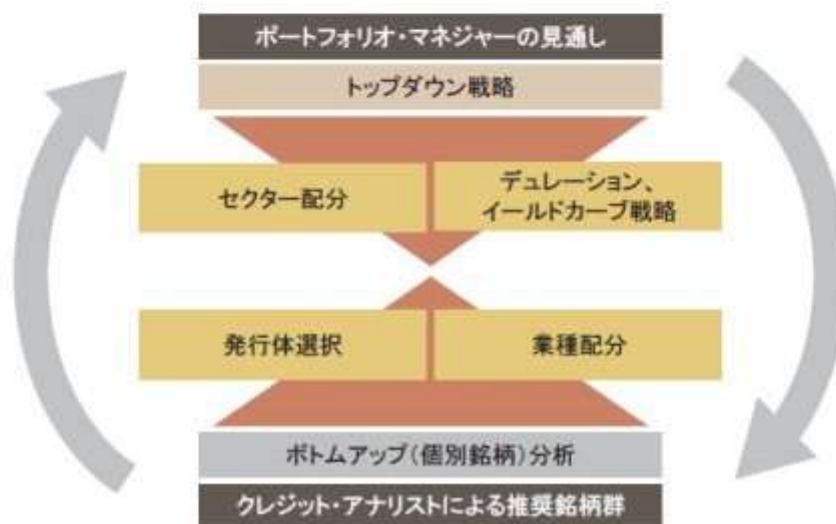 ポートフォリオ・マネジャーの見通し
トップダウン戦略
セクター配分
デュレーション、
イールドカーブ戦略
発行体選択
業種配分
ボトムアップ(個別銘柄)分析
クレジット・アナリストによる推奨銘柄群